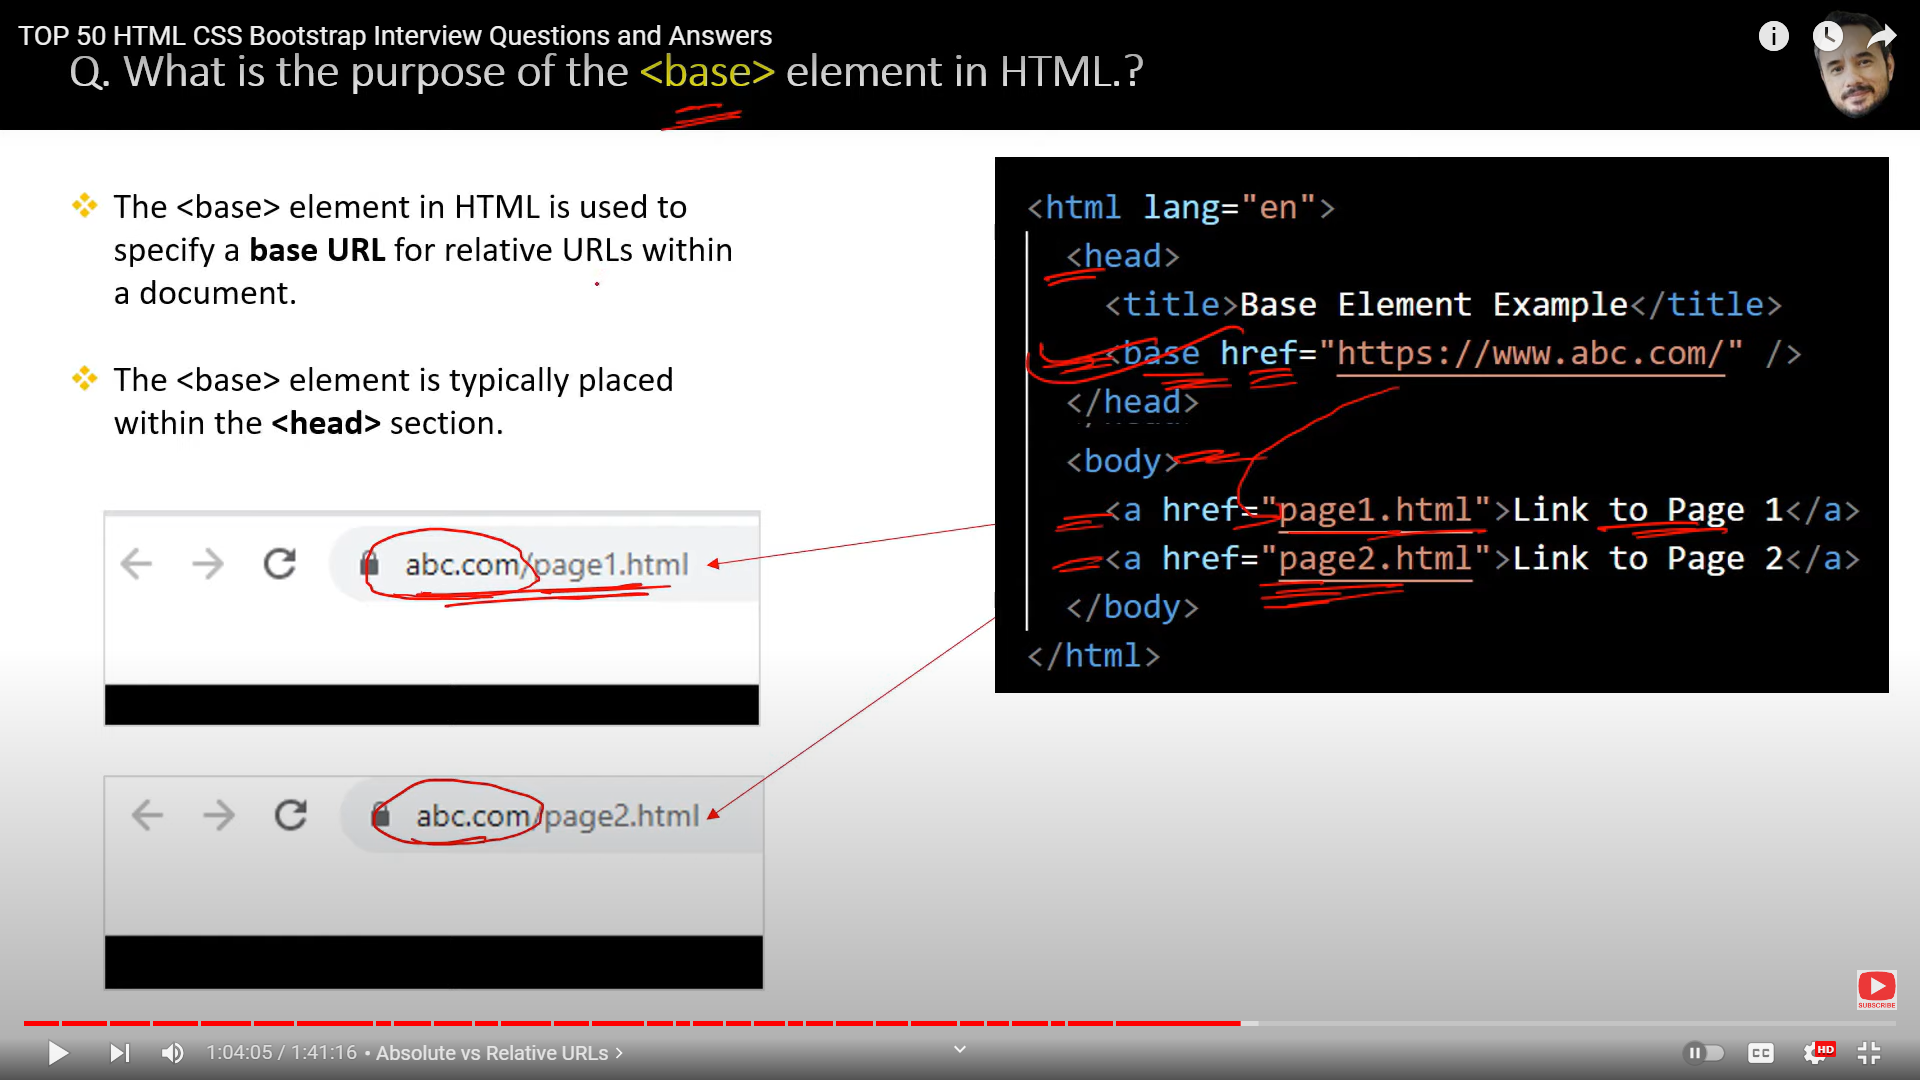 TOP 50 HTML CSS Bootstrap Interview Questions and Answers
Q. What is the purpose of the <base> element in HTML.?
The <base> element in HTML is used to
specify a base URL for relative URLs within
a document.
The <base> element is typically placed
within the <head> section.
abc.com/page1.html
abc.com/page2.html
<html lang="en">
<head>
<title>Base Element Example</title>
<base href="https://www.abc.com/" />
</head>
<body>
<a href="page1.html">Link to Page 1</a>
<a href="page2.html">Link to Page 2</a>
</body>
</html>
SUBSCRIBE
1:04:05 / 1:41:16 • Absolute vs Relative URLs >
CC
HD